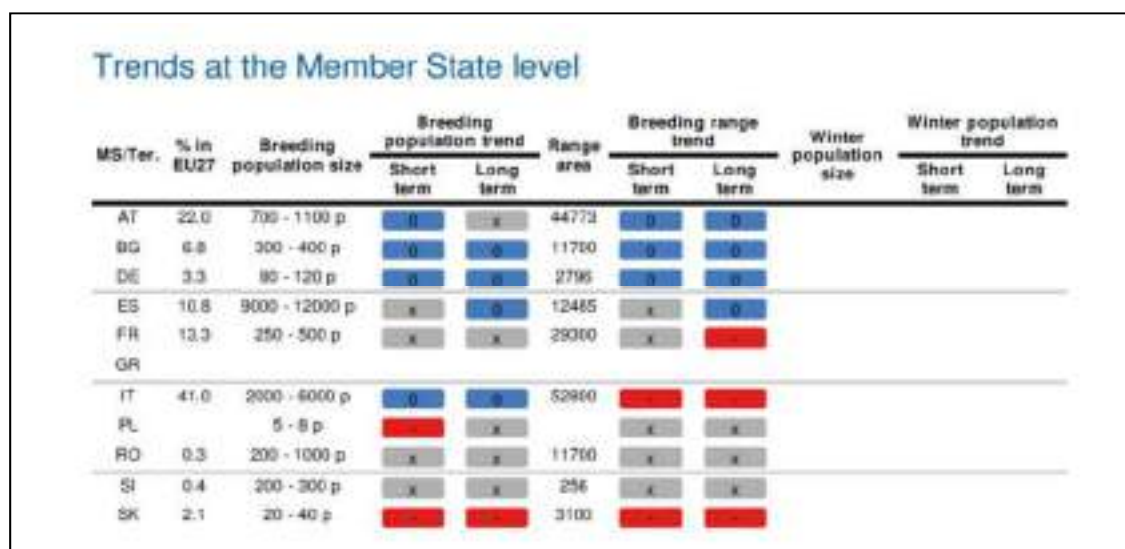 Trends at the Member State level
MS/Ter. % in EU27 Breeding population size Breeding population trend Range area Breeding range trend Winter population size Winter population trend
Short term Long term Short term Long term Short term Long term
AT 22.0 700 - 1100 p 0 x 44773 0 0
BG 6.8 300 - 400 p 0 0 11700 0 0
DE 3.3 80 - 120 p 0 0 2796 0 0
ES 10.8 9000 - 12000 p x 0 12465 x 0
FR 13.3 250 - 500 p x x 29300 x -
GR
IT 41.0 2000 - 6000 p 0 0 52900 - -
PL 5 - 8 p - x x x
RO 0.3 200 - 1000 p x x 11700 x x
SI 0.4 200 - 300 p x x 256 x x
SK 2.1 20 - 40 p - - 3100 - -